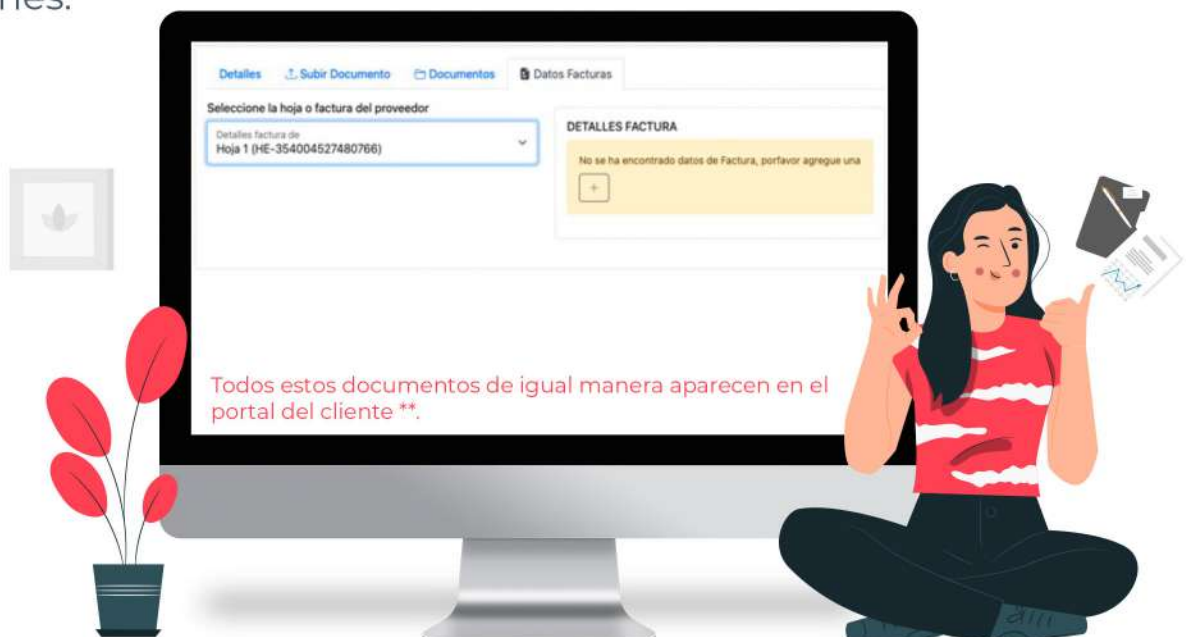 nes.
Detalles Subir Documento Documentos Datos Facturas
Seleccione la hoja o factura del proveedor
Detalles factura de
Hoja 1 (HE-354004527480766)
DETALLES FACTURA
No se ha encontrado datos de Factura, porfavor agregue una
+
Todos estos documentos de igual manera aparecen en el
portal del cliente **.